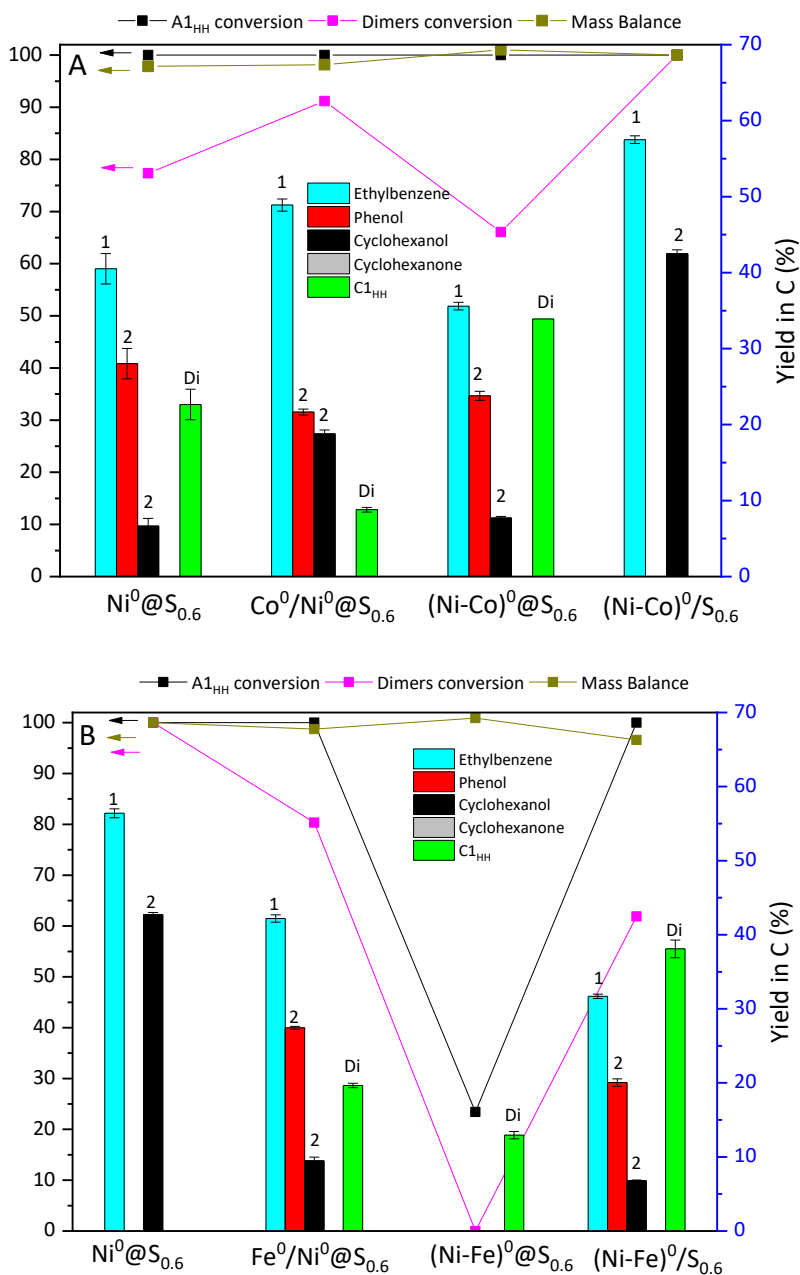 A1HH conversion Dimers conversion Mass Balance
A
100
90
80
70
60
50
40
30
20
10
0
70
60
50
40
30
20
10
0
Yield in C (%)
Ethylbenzene
Phenol
Cyclohexanol
Cyclohexanone
C1HH
1 2 2 Di
1 2 2 Di
1 2 2 Di
1 2
Ni⁰@S0.6 Co⁰/Ni⁰@S0.6 (Ni-Co)⁰@S0.6 (Ni-Co)⁰/S0.6
A1HH conversion Dimers conversion Mass Balance
B
100
90
80
70
60
50
40
30
20
10
0
70
60
50
40
30
20
10
0
Yield in C (%)
Ethylbenzene
Phenol
Cyclohexanol
Cyclohexanone
C1HH
1 2
1 2 2 Di
Di
1 2 2 Di
Ni⁰@S0.6 Fe⁰/Ni⁰@S0.6 (Ni-Fe)⁰@S0.6 (Ni-Fe)⁰/S0.6